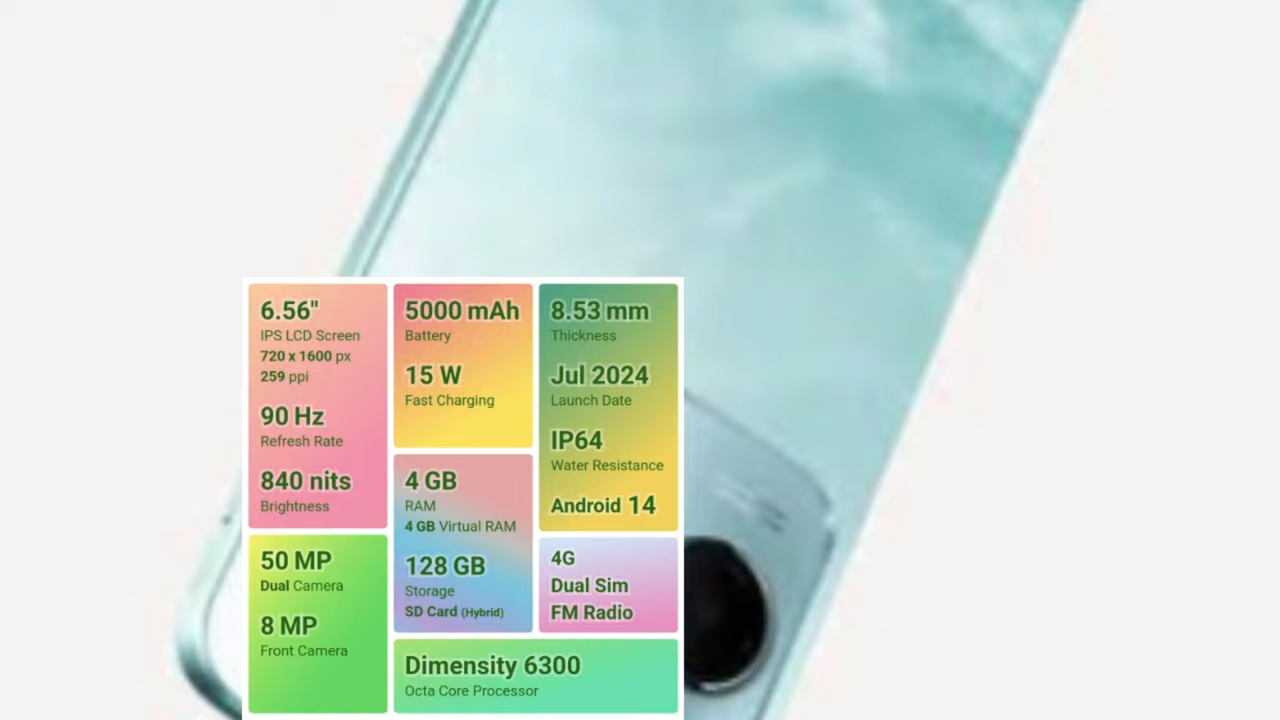 6.56"
IPS LCD Screen
720 x 1600 px
259 ppi
90 Hz
Refresh Rate
840 nits
Brightness
50 MP
Dual Camera
8 MP
Front Camera
5000 mAh
Battery
15 W
Fast Charging
4 GB
RAM
4 GB Virtual RAM
128 GB
Storage
SD Card (Hybrid)
8.53 mm
Thickness
Jul 2024
Launch Date
IP64
Water Resistance
Android 14
4G
Dual Sim
FM Radio
Dimensity 6300
Octa Core Processor